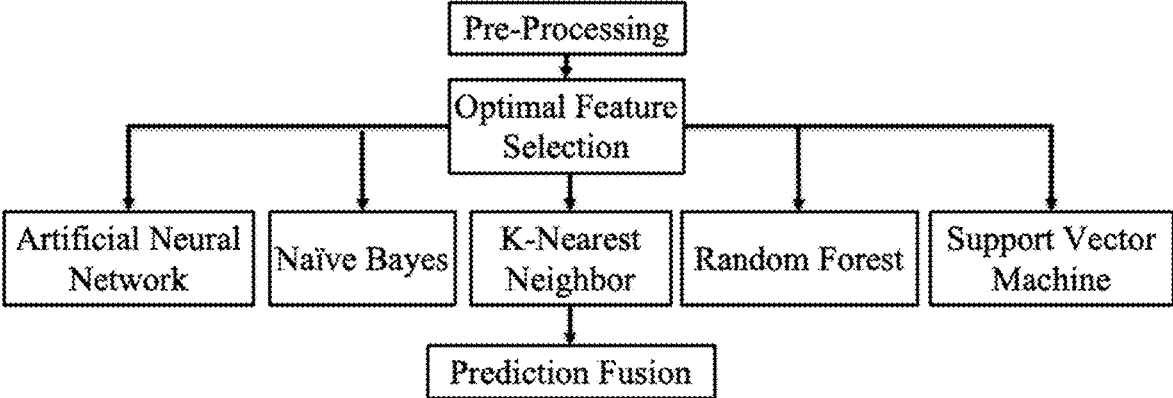 Pre-Processing
Optimal Feature
Selection
Artificial Neural
Network
Naïve Bayes
K-Nearest
Neighbor
Random Forest
Support Vector
Machine
Prediction Fusion